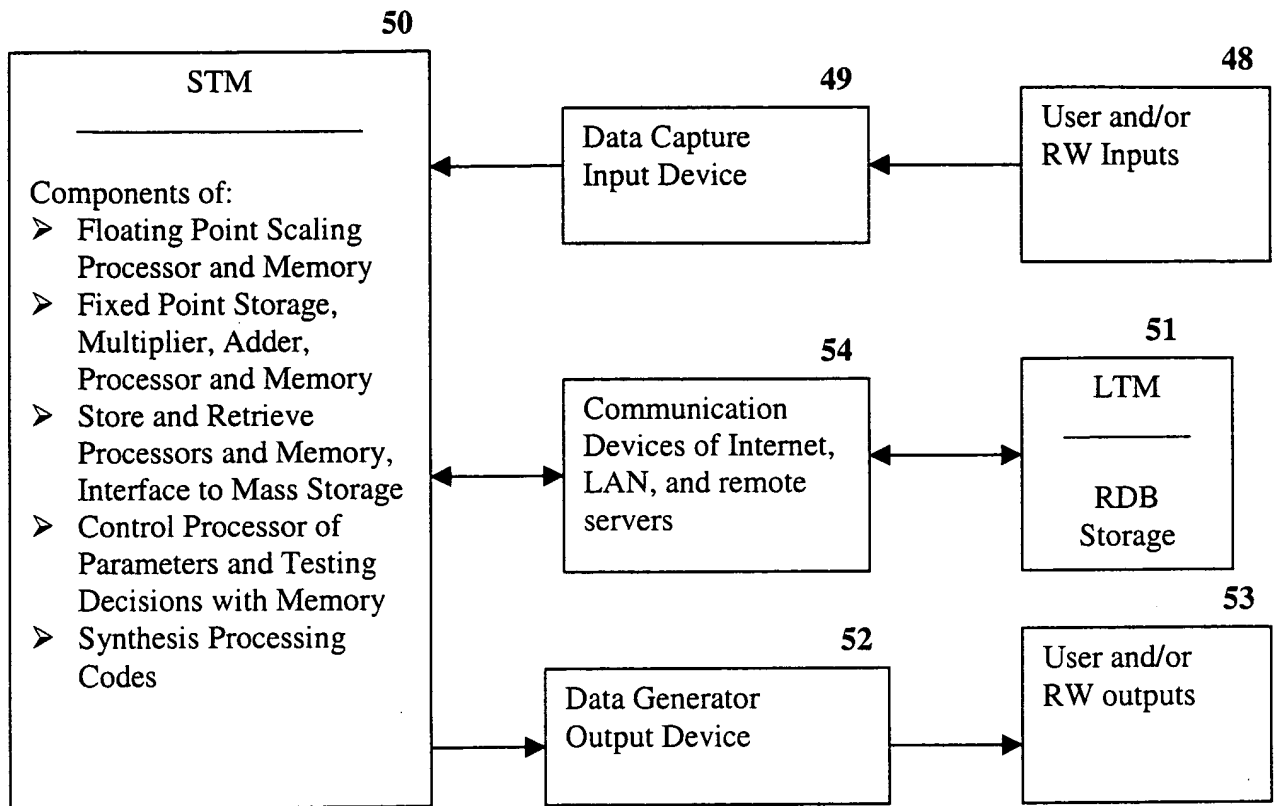 50
STM
Components of:
➢ Floating Point Scaling
Processor and Memory
➢ Fixed Point Storage,
Multiplier, Adder,
Processor and Memory
➢ Store and Retrieve
Processors and Memory,
Interface to Mass Storage
➢ Control Processor of
Parameters and Testing
Decisions with Memory
➢ Synthesis Processing
Codes
49
Data Capture
Input Device
48
User and/or
RW Inputs
54
Communication
Devices of Internet,
LAN, and remote
servers
51
LTM
RDB
Storage
52
Data Generator
Output Device
53
User and/or
RW outputs